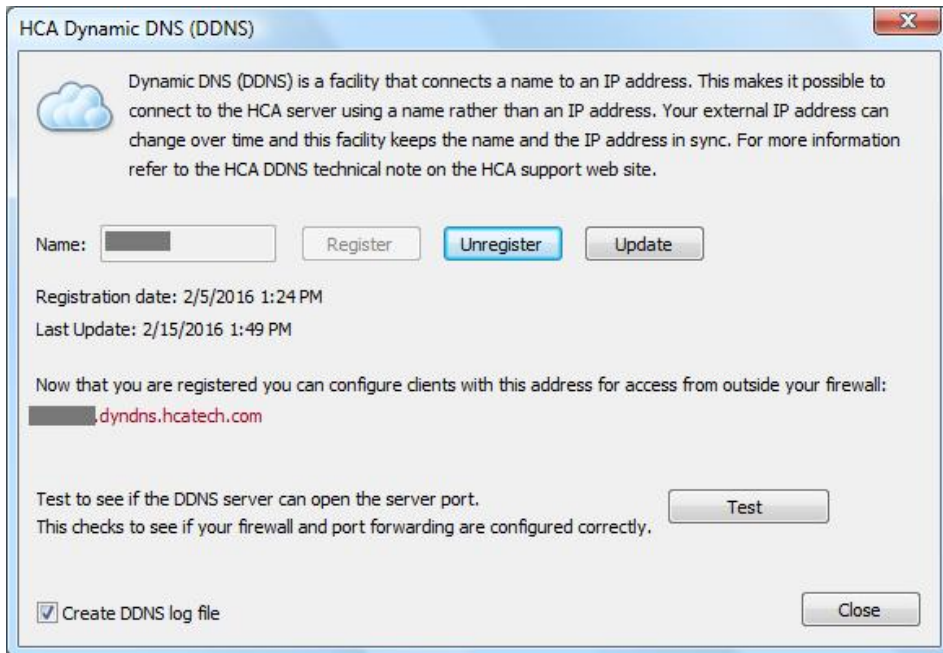 HCA Dynamic DNS (DDNS)
Dynamic DNS (DDNS) is a facility that connects a name to an IP address. This makes it possible to
connect to the HCA server using a name rather than an IP address. Your external IP address can
change over time and this facility keeps the name and the IP address in sync. For more information
refer to the HCA DDNS technical note on the HCA support web site.
Name: Register Unregister Update
Registration date: 2/5/2016 1:24 PM
Last Update: 2/15/2016 1:49 PM
Now that you are registered you can configure clients with this address for access from outside your firewall:
.dyndns.hcatech.com
Test to see if the DDNS server can open the server port.
This checks to see if your firewall and port forwarding are configured correctly.
Test
Create DDNS log file
Close